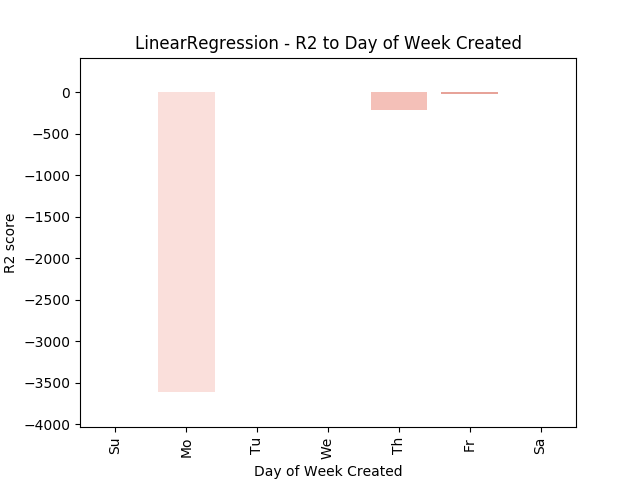 LinearRegression - R2 to Day of Week Created
0
−500
−1000
−1500
−2000
−2500
−3000
−3500
−4000
R2 score
Su
Mo
Tu
We
Th
Fr
Sa
Day of Week Created